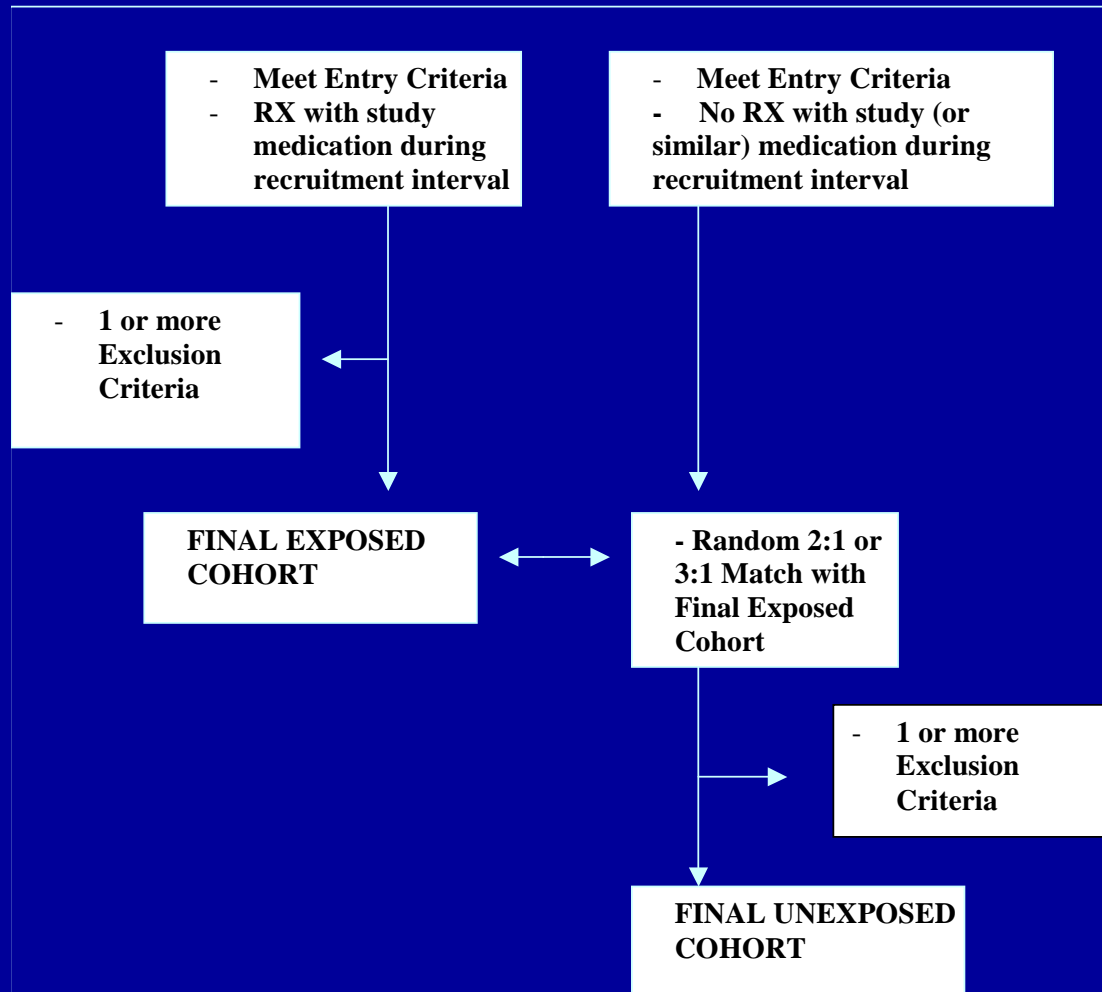 - Meet Entry Criteria
- RX with study
medication during
recruitment interval
- Meet Entry Criteria
- No RX with study (or
similar) medication during
recruitment interval
- 1 or more
Exclusion
Criteria
FINAL EXPOSED
COHORT
- Random 2:1 or
3:1 Match with
Final Exposed
Cohort
- 1 or more
Exclusion
Criteria
FINAL UNEXPOSED
COHORT